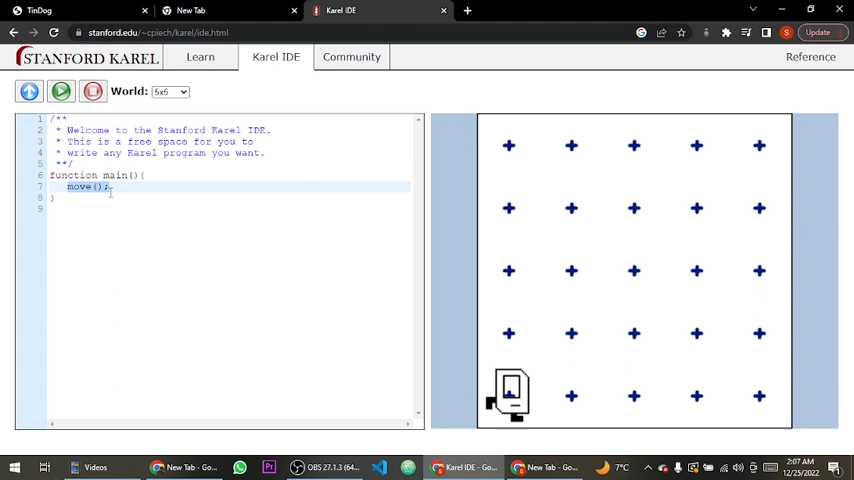 TinDog
New Tab
Karel IDE
stanford.edu/~cpiech/karel/ide.html
S
Update
STANFORD KAREL
Learn
Karel IDE
Community
Reference
World: 5x5
1 /**
2 * Welcome to the Stanford Karel IDE.
3 * This is a free space for you to
4 * write any Karel program you want.
5 **/
6 function main(){
7 move();
8 }
9
Videos
New Tab - Go...
Pr
OBS 27.1.3 (64...
Karel IDE - Goo...
New Tab - Goo...
7°C
2:07 AM
12/25/2022